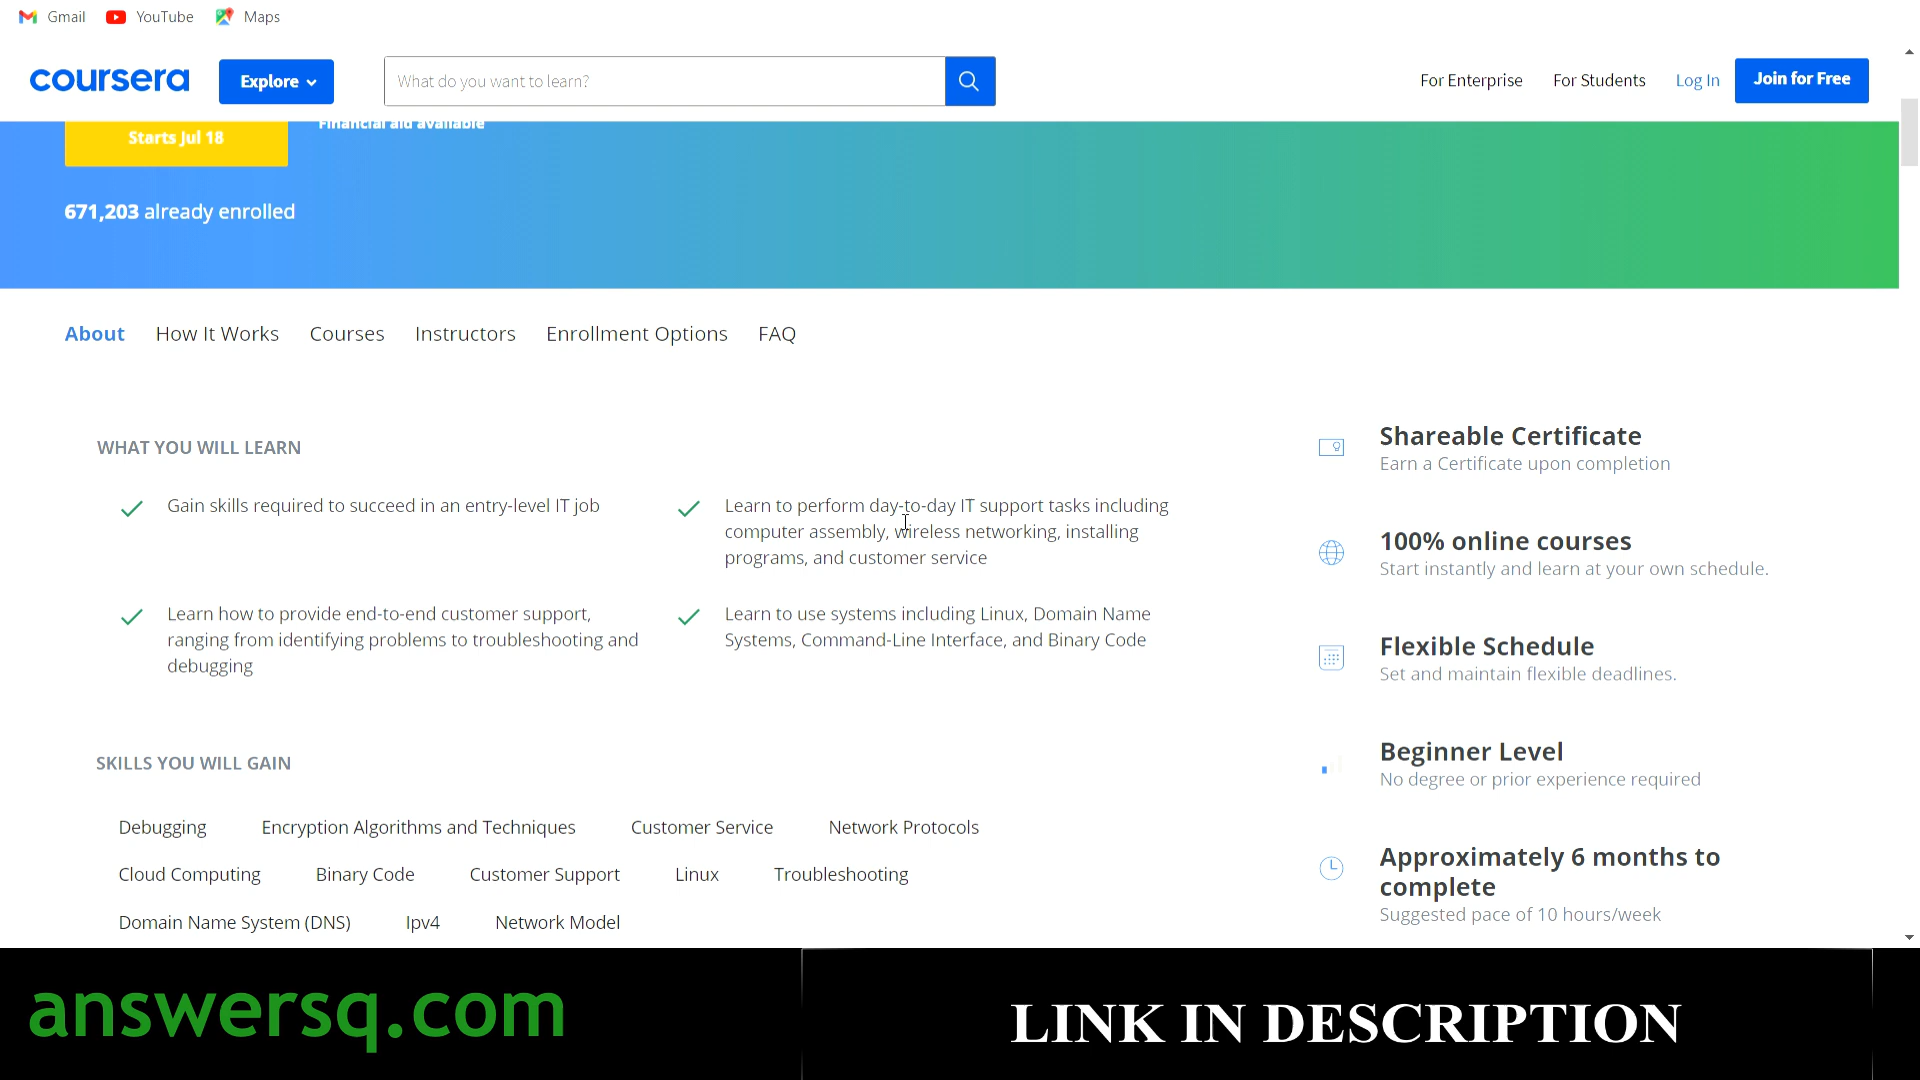 Gmail YouTube Maps
coursera Explore What do you want to learn? For Enterprise For Students Log In Join for Free
Financial aid available
Starts Jul 18
671,203 already enrolled
About How It Works Courses Instructors Enrollment Options FAQ
WHAT YOU WILL LEARN
Gain skills required to succeed in an entry-level IT job
Learn to perform day-to-day IT support tasks including
computer assembly, wireless networking, installing
programs, and customer service
Learn how to provide end-to-end customer support,
ranging from identifying problems to troubleshooting and
debugging
Learn to use systems including Linux, Domain Name
Systems, Command-Line Interface, and Binary Code
SKILLS YOU WILL GAIN
Debugging Encryption Algorithms and Techniques Customer Service Network Protocols
Cloud Computing Binary Code Customer Support Linux Troubleshooting
Domain Name System (DNS) Ipv4 Network Model
Shareable Certificate
Earn a Certificate upon completion
100% online courses
Start instantly and learn at your own schedule.
Flexible Schedule
Set and maintain flexible deadlines.
Beginner Level
No degree or prior experience required
Approximately 6 months to
complete
Suggested pace of 10 hours/week
answersq.com
LINK IN DESCRIPTION